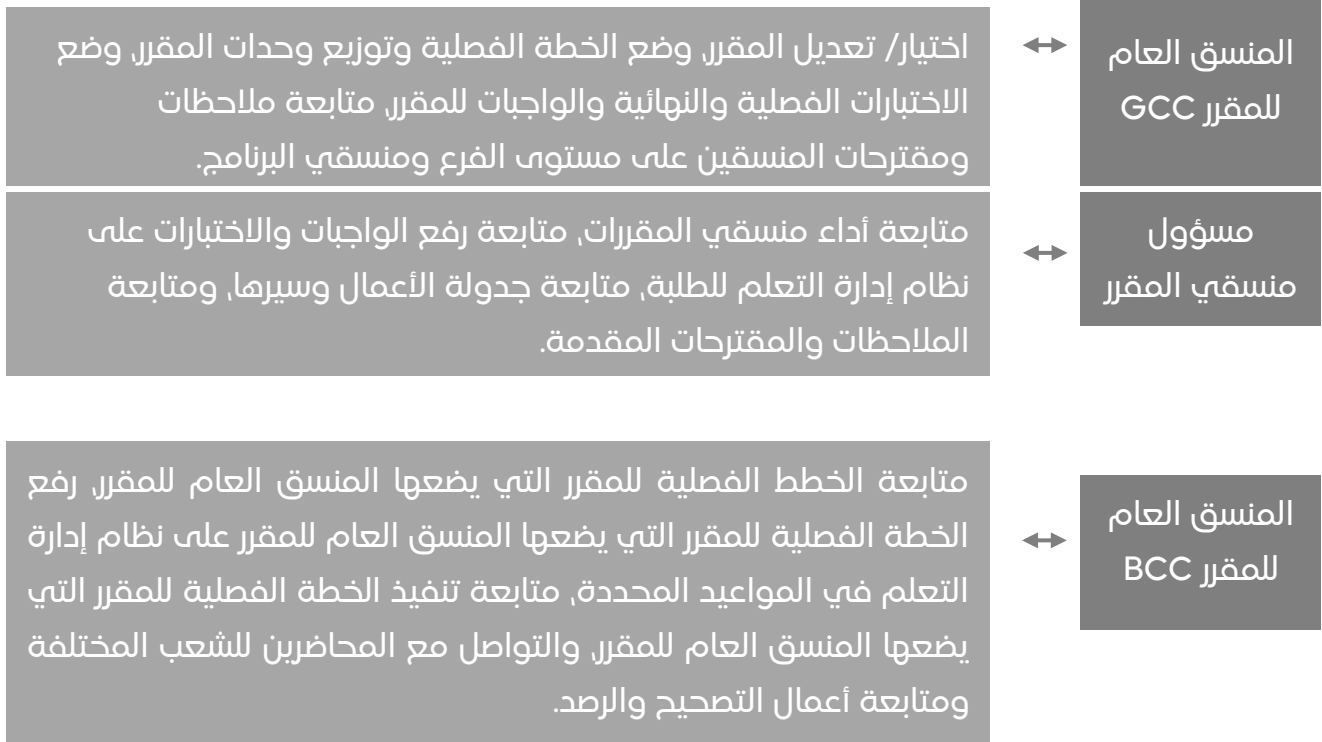 المنسق العام
للمقرر GCC
اختيار/ تعديل المقرر، وضع الخطة الفصلية وتوزيع وحدات المقرر، وضع
الاختبارات الفصلية والنهائية والواجبات للمقرر، متابعة ملاحظات
ومقترحات المنسقين على مستوى الفرع ومنسقي البرنامج.
مسؤول
منسقي المقرر
متابعة أداء منسقي المقررات، متابعة رفع الواجبات والاختبارات على
نظام إدارة التعلم للطلبة، متابعة جدولة الأعمال وسيرها، ومتابعة
الملاحظات والمقترحات المقدمة.
المنسق العام
للمقرر BCC
متابعة الخطط الفصلية للمقرر التي يضعها المنسق العام للمقرر، رفع
الخطة الفصلية للمقرر التي يضعها المنسق العام للمقرر على نظام إدارة
التعلم في المواعيد المحددة، متابعة تنفيذ الخطة الفصلية للمقرر التي
يضعها المنسق العام للمقرر، والتواصل مع المحاضرين للشعب المختلفة
ومتابعة أعمال التصحيح والرصد.